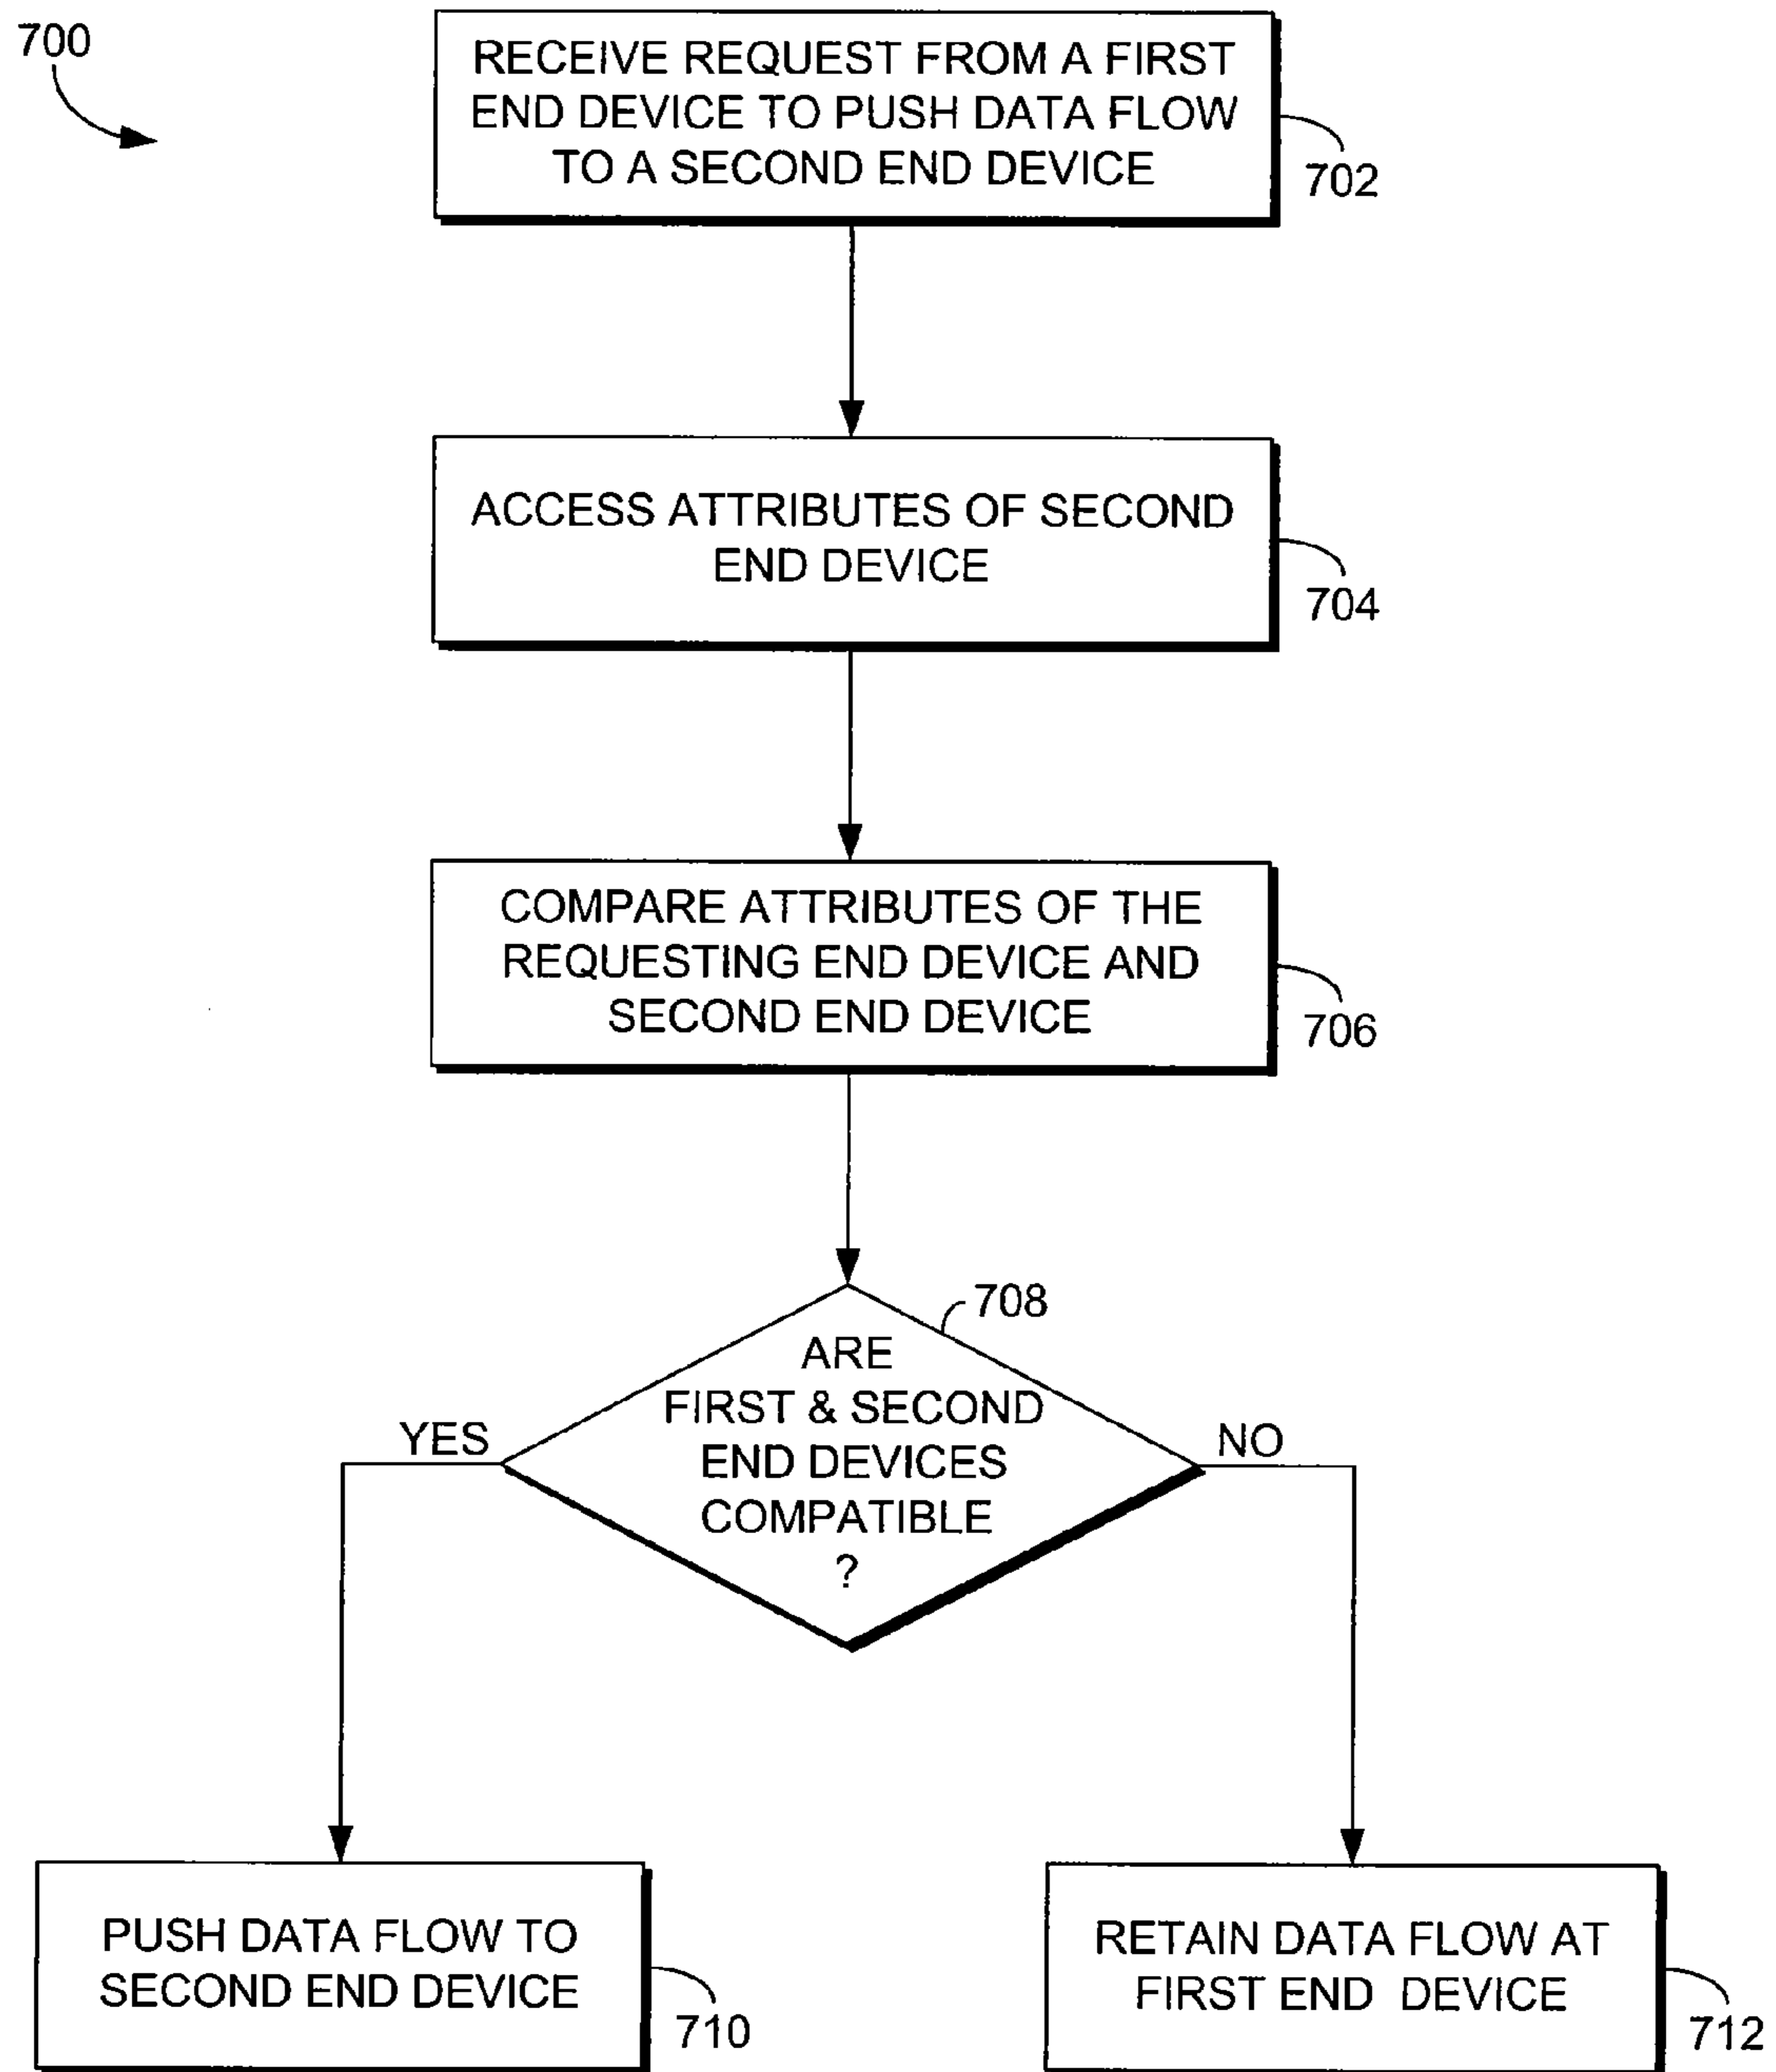 700
RECEIVE REQUEST FROM A FIRST
END DEVICE TO PUSH DATA FLOW
TO A SECOND END DEVICE
702
ACCESS ATTRIBUTES OF SECOND
END DEVICE
704
COMPARE ATTRIBUTES OF THE
REQUESTING END DEVICE AND
SECOND END DEVICE
706
708
ARE
FIRST & SECOND
END DEVICES
COMPATIBLE
?
YES
NO
PUSH DATA FLOW TO
SECOND END DEVICE
710
RETAIN DATA FLOW AT
FIRST END DEVICE
712